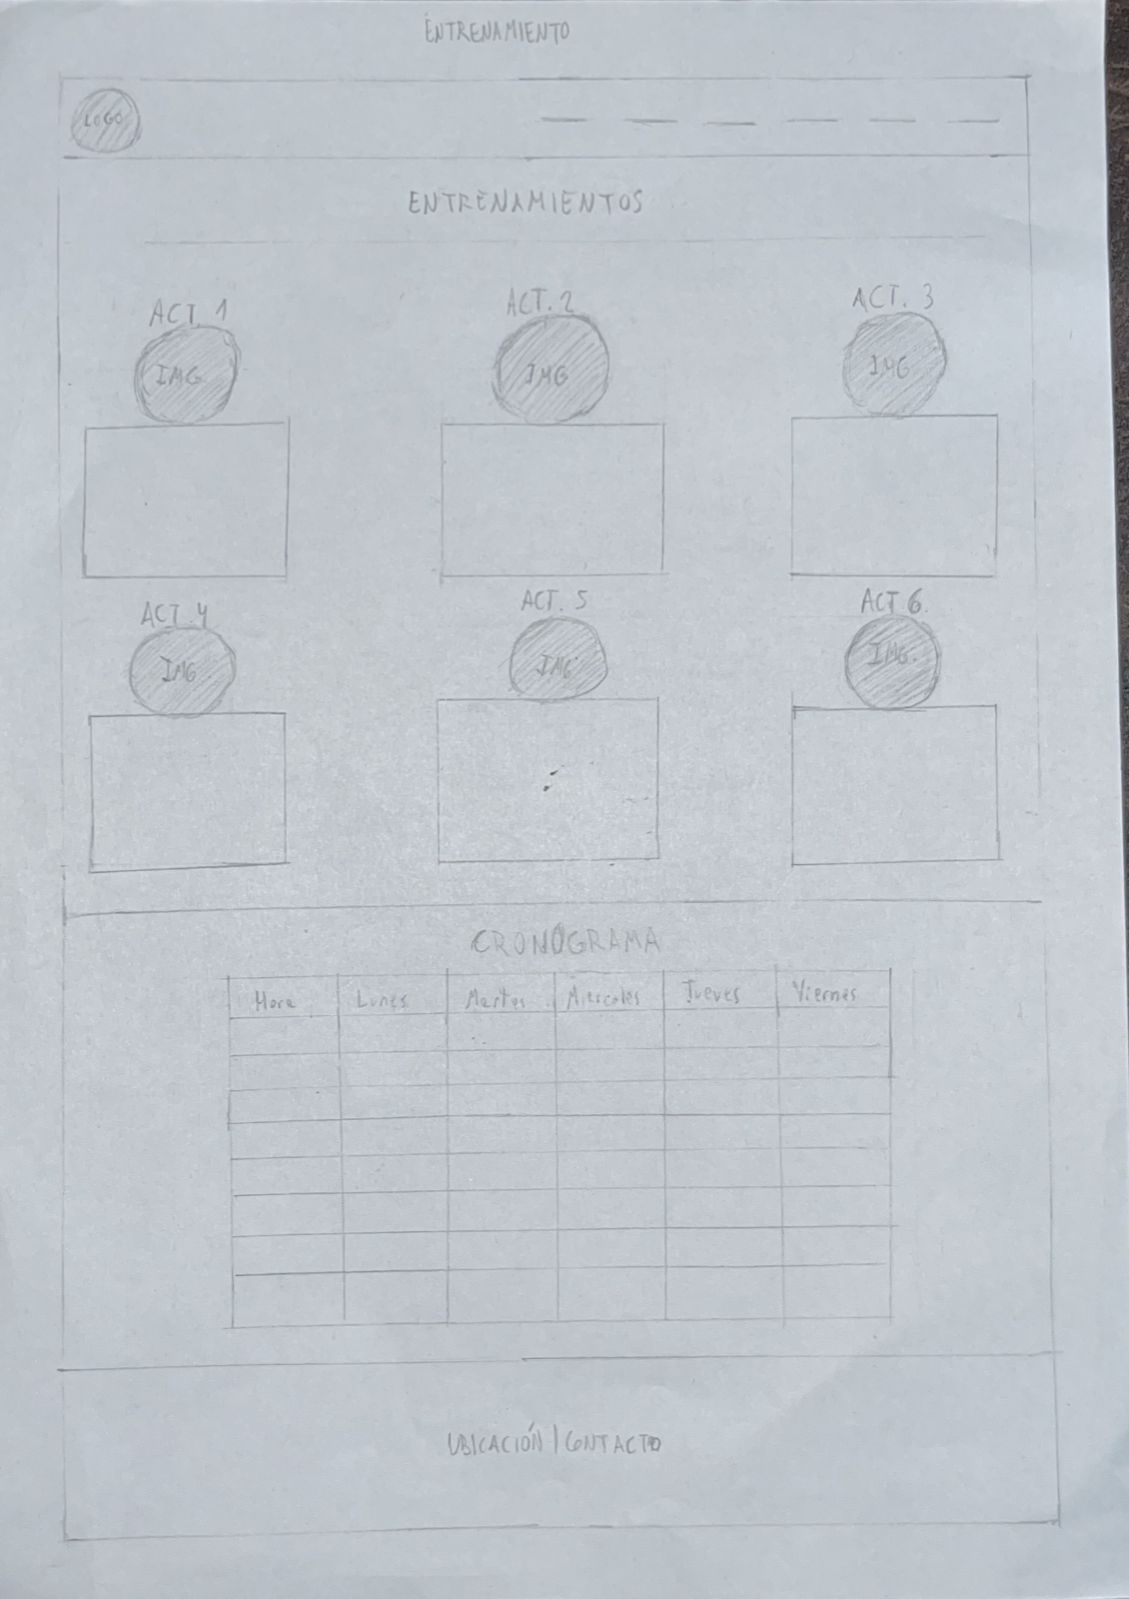 ENTRENAMIENTO
LOGO
ENTRENAMIENTOS
ACT. 1
ACT. 2
ACT. 3
IMG
IMG
IMG
ACT. 4
ACT. 5
ACT 6.
IMG
IMG
IMG.
CRONOGRAMA
Hora Lunes Martes Miercoles Jueves Viernes
UBICACIÓN | CONTACTO